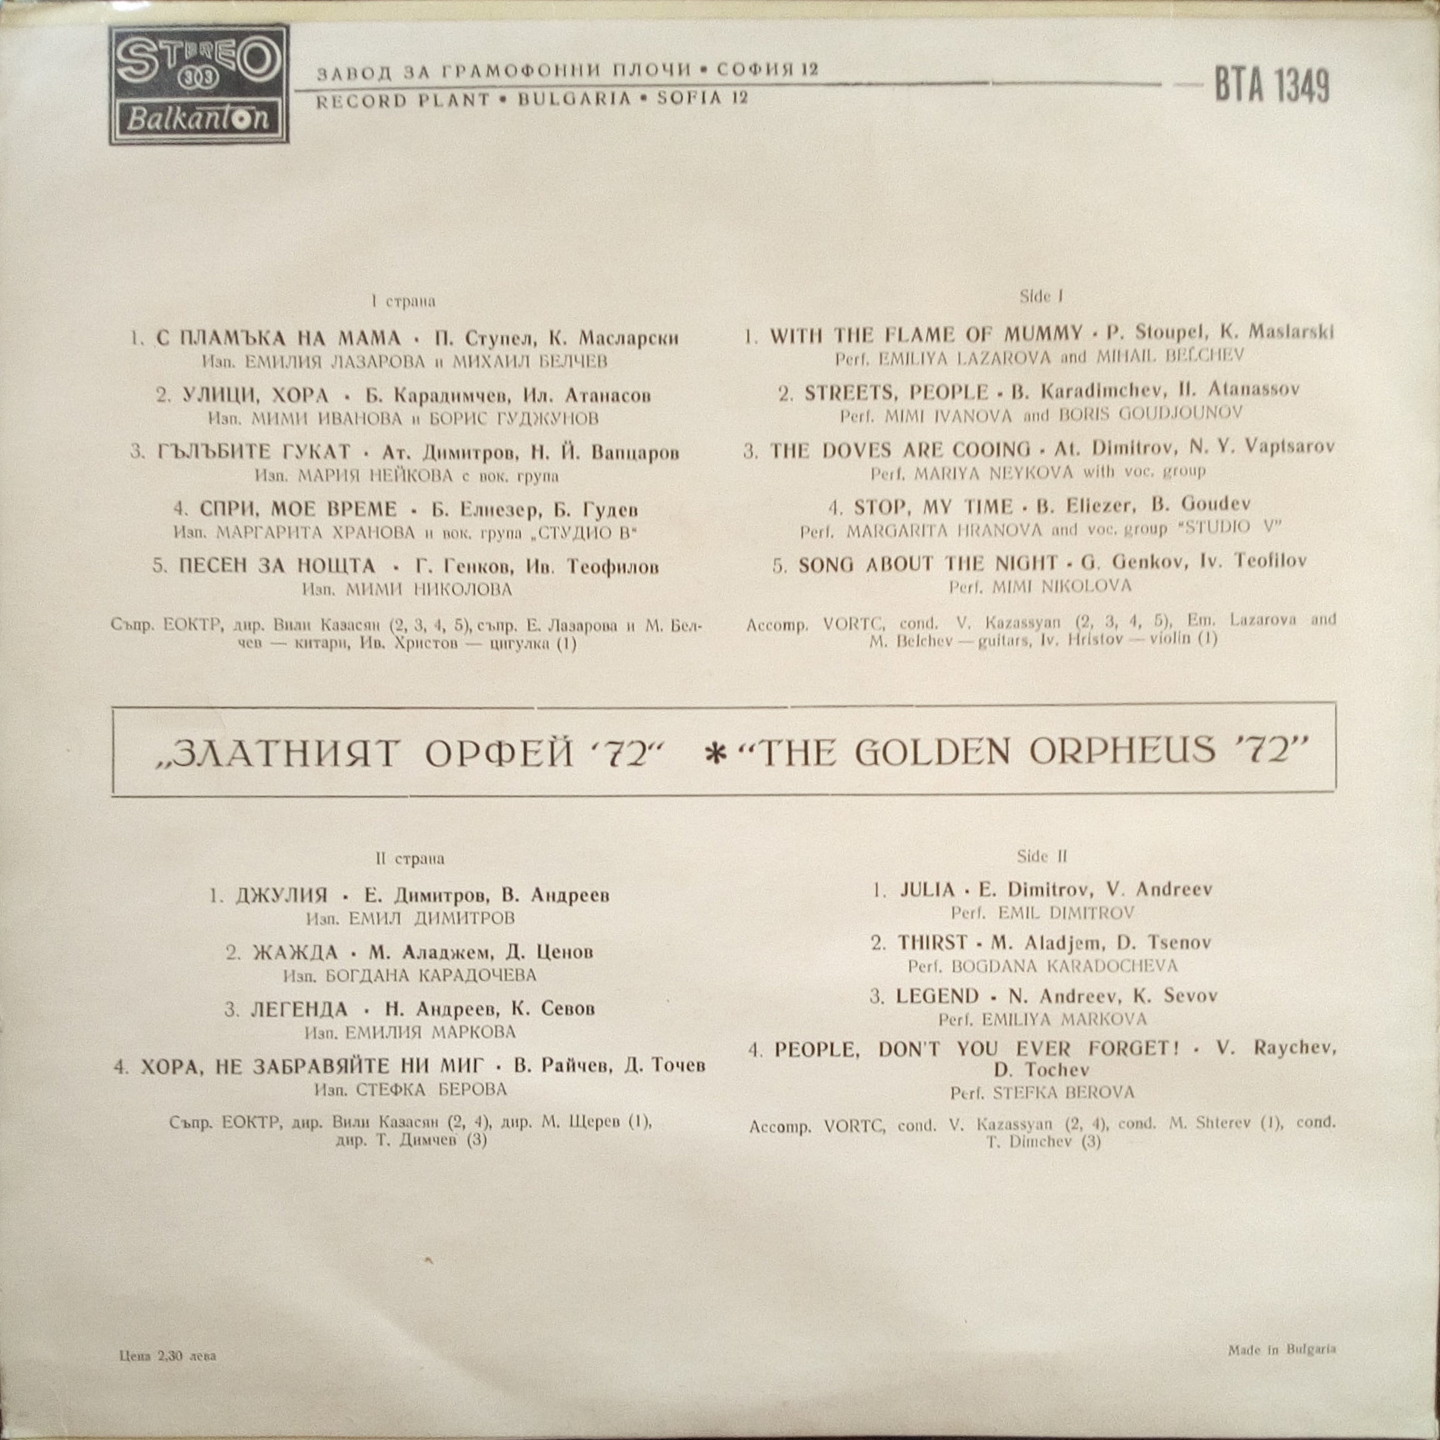 STEREO
33
Balkanton
ЗАВОД ЗА ГРАМОФОННИ ПЛОЧИ • СОФИЯ 12
RECORD PLANT • BULGARIA • SOFIA 12
BTA 1349
I страна
1. С ПЛАМЪКА НА МАМА · П. Ступел, К. Масларски
Изп. ЕМИЛИЯ ЛАЗАРОВА и МИХАИЛ БЕЛЧЕВ
2. УЛИЦИ, ХОРА · Б. Карадимчев, Ил. Атанасов
Изп. МИМИ ИВАНОВА и БОРИС ГУДЖУНОВ
3. ГЪЛЪБИТЕ ГУКАТ · Ат. Димитров, Н. Й. Вапцаров
Изп. МАРИЯ НЕЙКОВА с вок. група
4. СПРИ, МОЕ ВРЕМЕ · Б. Елиезер, Б. Гудев
Изп. МАРГАРИТА ХРАНОВА и вок. група „СТУДИО В“
5. ПЕСЕН ЗА НОЩТА · Г. Генков, Ив. Теофилов
Изп. МИМИ НИКОЛОВА
Съпр. ЕОКТР, дир. Вили Казасян (2, 3, 4, 5), съпр. Е. Лазарова и М. Бел-
чев — китари, Ив. Христов — цигулка (1)
Side I
1. WITH THE FLAME OF MUMMY · P. Stoupel, K. Maslarski
Perf. EMILIYA LAZAROVA and MIHAIL BELCHEV
2. STREETS, PEOPLE · B. Karadimchev, Il. Atanassov
Perf. MIMI IVANOVA and BORIS GOUDJOUNOV
3. THE DOVES ARE COOING · At. Dimitrov, N. Y. Vaptsarov
Perf. MARIYA NEYKOVA with voc. group
4. STOP, MY TIME · B. Eliezer, B. Goudev
Perf. MARGARITA HRANOVA and voc. group “STUDIO V”
5. SONG ABOUT THE NIGHT · G. Genkov, Iv. Teofilov
Perf. MIMI NIKOLOVA
Accomp. VORTC, cond. V. Kazassyan (2, 3, 4, 5), Em. Lazarova and
M. Belchev — guitars, Iv. Hristov — violin (1)
„ЗЛАТНИЯТ ОРФЕЙ ‘72“ * “THE GOLDEN ORPHEUS ’72”
II страна
1. ДЖУЛИЯ · Е. Димитров, В. Андреев
Изп. ЕМИЛ ДИМИТРОВ
2. ЖАЖДА · М. Аладжем, Д. Ценов
Изп. БОГДАНА КАРАДОЧЕВА
3. ЛЕГЕНДА · Н. Андреев, К. Севов
Изп. ЕМИЛИЯ МАРКОВА
4. ХОРА, НЕ ЗАБРАВЯЙТЕ НИ МИГ · В. Райчев, Д. Точев
Изп. СТЕФКА БЕРОВА
Съпр. ЕОКТР, дир. Вили Казасян (2, 4), дир. М. Щерев (1),
дир. Т. Димчев (3)
Side II
1. JULIA · E. Dimitrov, V. Andreev
Perf. EMIL DIMITROV
2. THIRST · M. Aladjem, D. Tsenov
Perf. BOGDANA KARADOCHEVA
3. LEGEND · N. Andreev, K. Sevov
Perf. EMILIYA MARKOVA
4. PEOPLE, DON'T YOU EVER FORGET! · V. Raychev,
D. Tochev
Perf. STEFKA BEROVA
Accomp. VORTC, cond. V. Kazassyan (2, 4), cond. M. Shterev (1), cond.
T. Dimchev (3)
Цена 2,30 лева
Made in Bulgaria